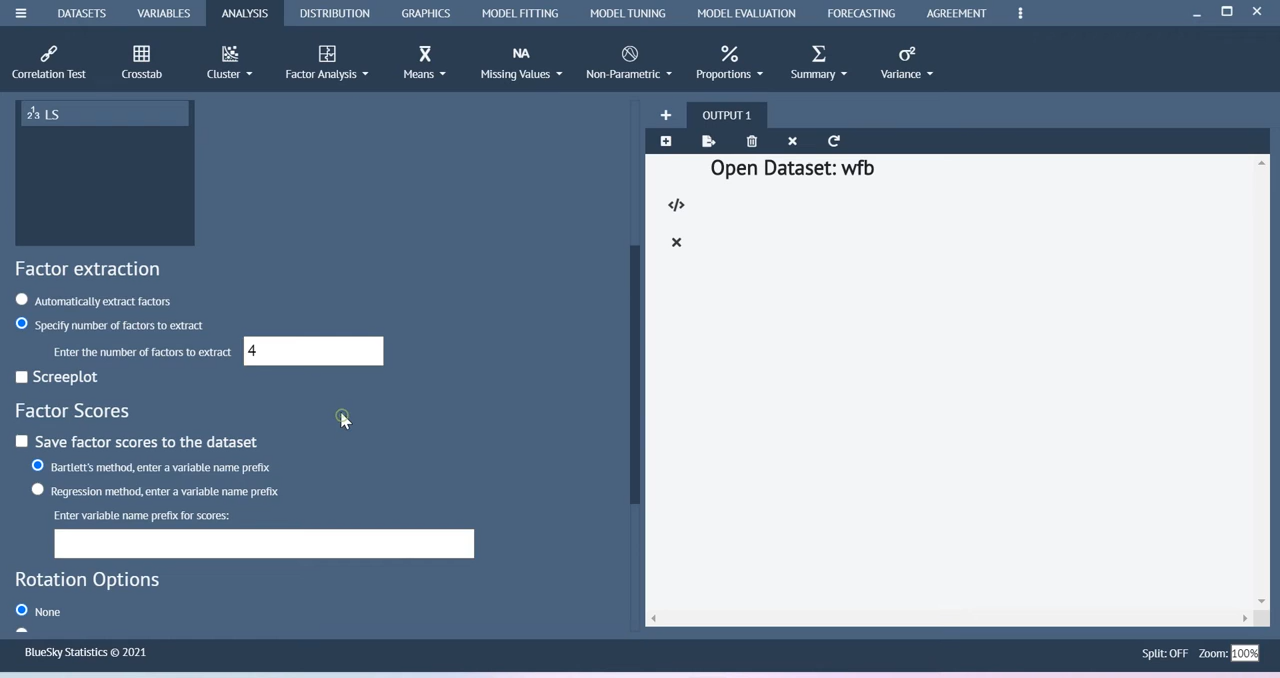 DATASETS VARIABLES ANALYSIS DISTRIBUTION GRAPHICS MODEL FITTING MODEL TUNING MODEL EVALUATION FORECASTING AGREEMENT
Correlation Test Crosstab Cluster Factor Analysis Means NA Missing Values Non-Parametric Proportions Summary Variance
LS
OUTPUT 1
Open Dataset: wfb
Factor extraction
Automatically extract factors
Specify number of factors to extract
Enter the number of factors to extract 4
Screeplot
Factor Scores
Save factor scores to the dataset
Bartlett's method, enter a variable name prefix
Regression method, enter a variable name prefix
Enter variable name prefix for scores:
Rotation Options
None
BlueSky Statistics © 2021
Split: OFF Zoom: 100%